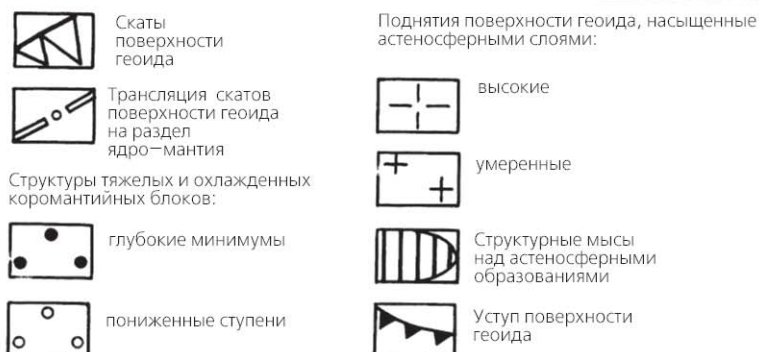 Скаты
поверхности
геоида
Трансляция скатов
поверхности геоида
на раздел
ядро—мантия
Структуры тяжелых и охлажденных
коромантийных блоков:
глубокие минимумы
пониженные ступени
Поднятия поверхности геоида, насыщенные
астеносферными слоями:
высокие
умеренные
Структурные мысы
над астеносферными
образованиями
Уступ поверхности
геоида